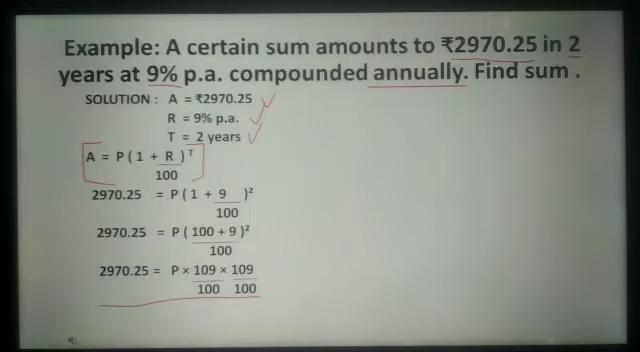 Example: A certain sum amounts to ₹2970.25 in 2
years at 9% p.a. compounded annually. Find sum .
SOLUTION : A = ₹2970.25
R = 9% p.a.
T = 2 years
A = P ( 1 + R )ᵀ
100
2970.25 = P ( 1 + 9 )²
100
2970.25 = P ( 100 + 9 )²
100
2970.25 = P × 109 × 109
100 100